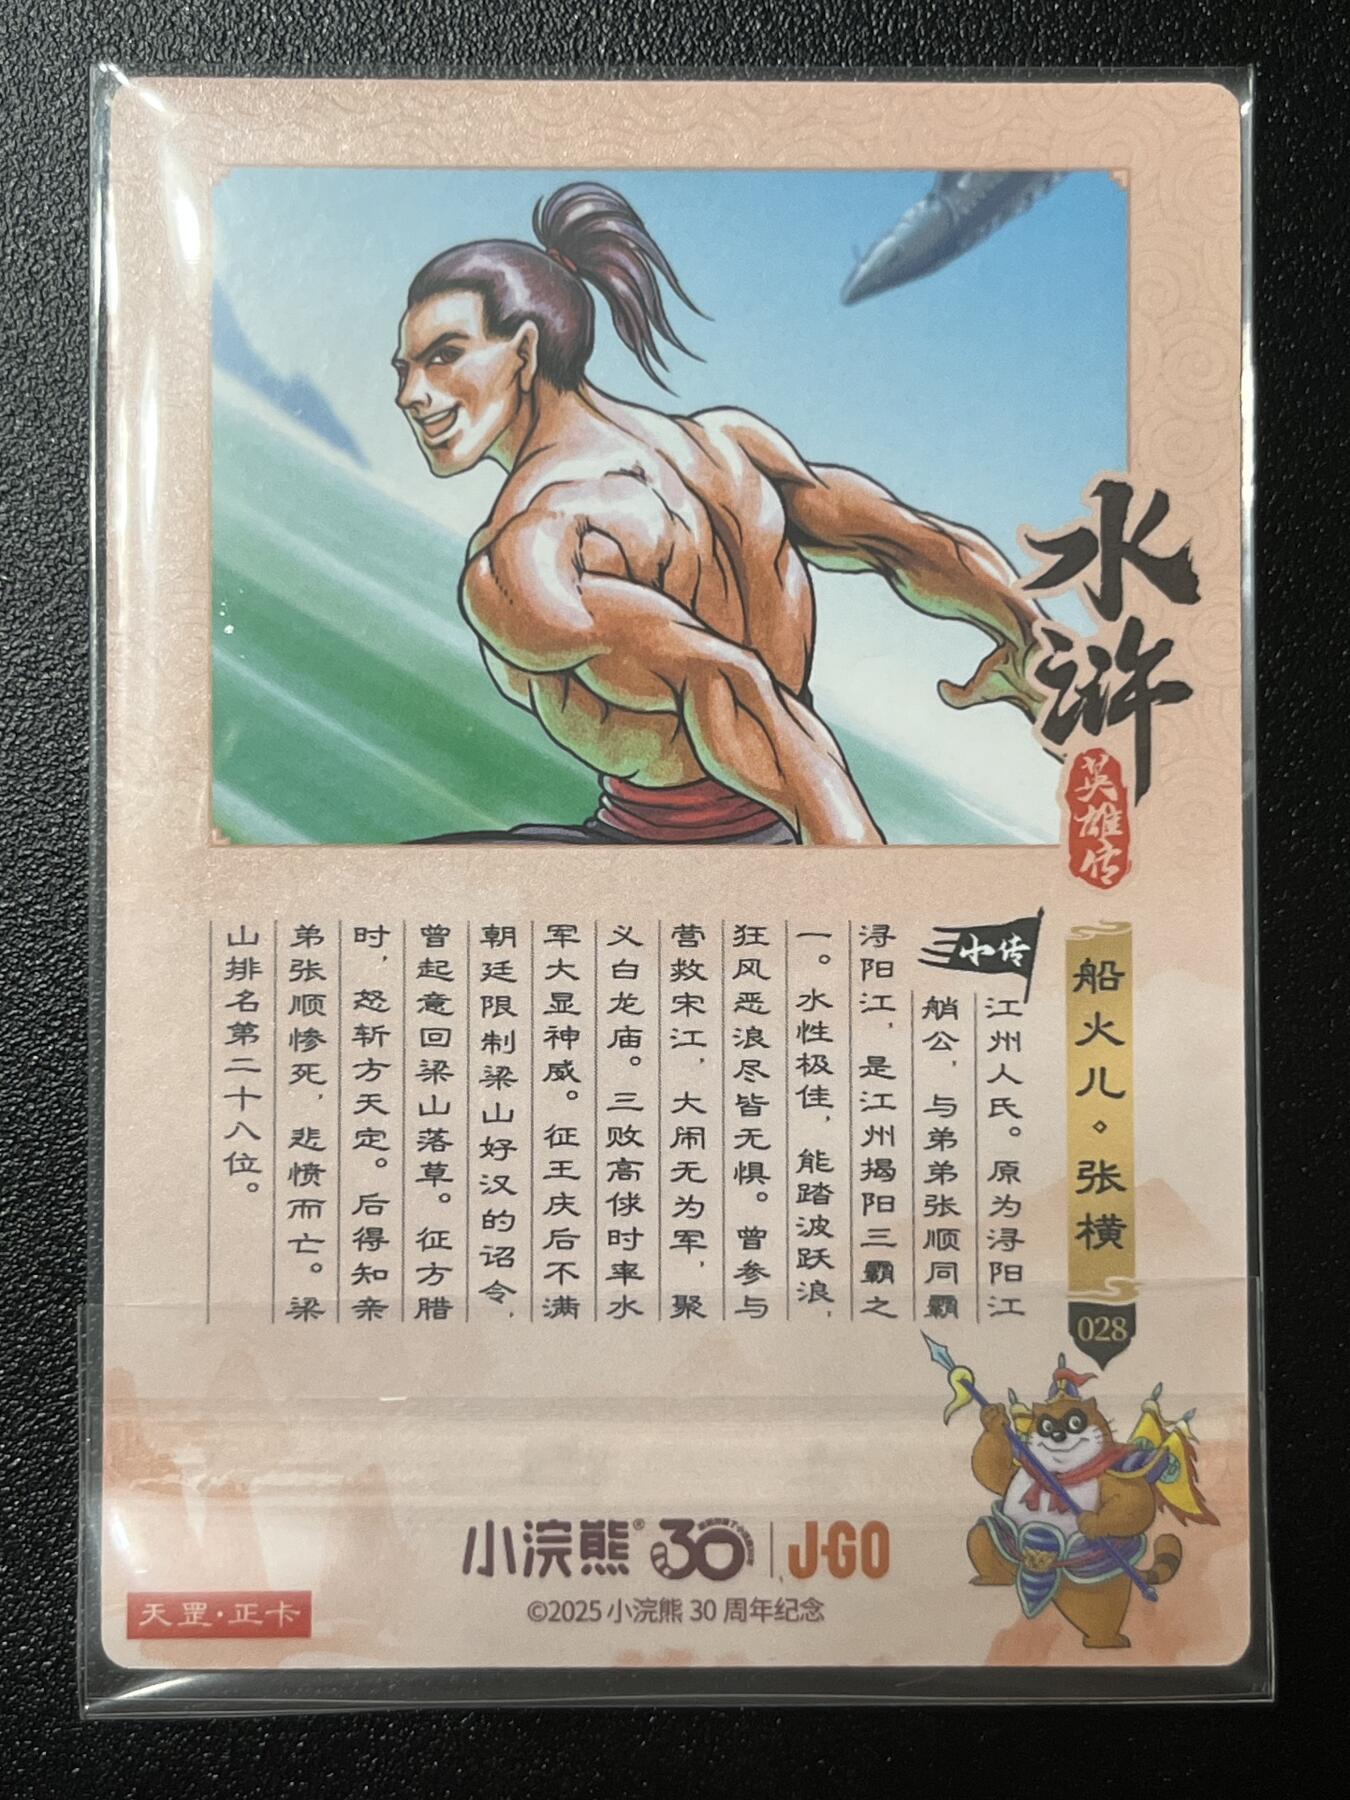 水浒
英雄传
船火儿·张横
028
小传
江州人氏。原为浔阳江
艄公，与弟弟张顺同霸
浔阳江，是江州揭阳三霸之
一。水性极佳，能踏波跃浪，
狂风恶浪尽皆无惧。曾参与
营救宋江，大闹无为军，聚
义白龙庙。三败高俅时率水
军大显神威。征王庆后不满
朝廷限制梁山好汉的诏令，
曾起意回梁山落草。征方腊
时，怒斩方天定。后得知亲
弟张顺惨死，悲愤而亡。梁
山排名第二十八位。
小浣熊® 30 | J-GO
©2025 小浣熊 30 周年纪念
天罡·正卡